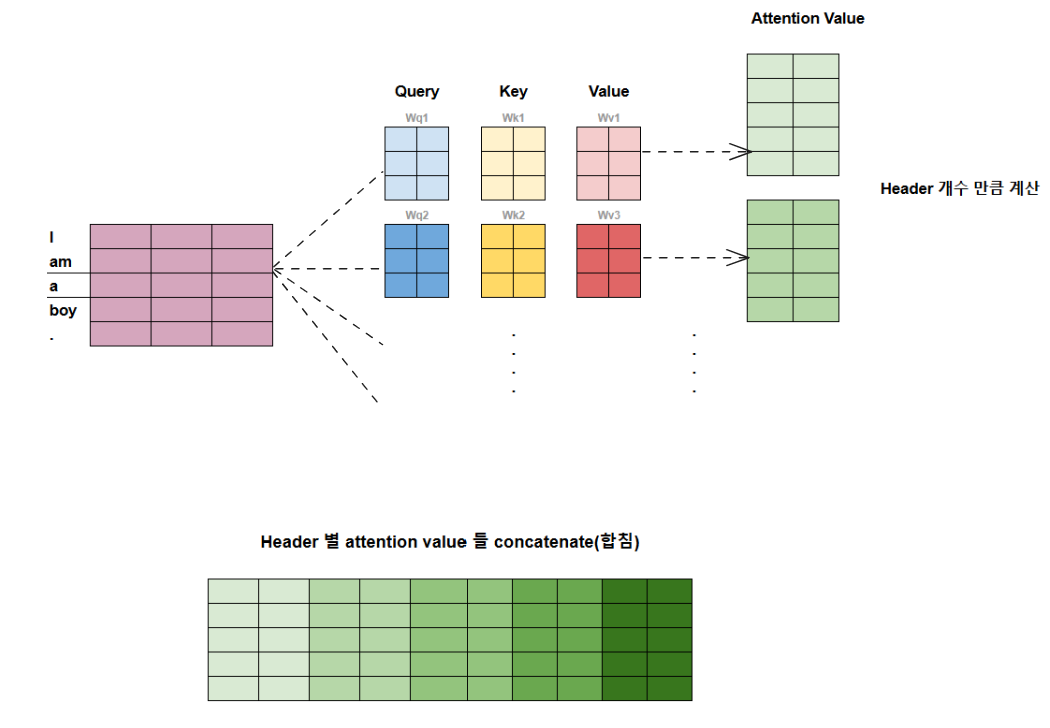 Attention Value
Query
Key
Value
Wq1
Wk1
Wv1
Header 개수 만큼 계산
Wq2
Wk2
Wv3
I
am
a
boy
.
Header 별 attention value 들 concatenate(합침)